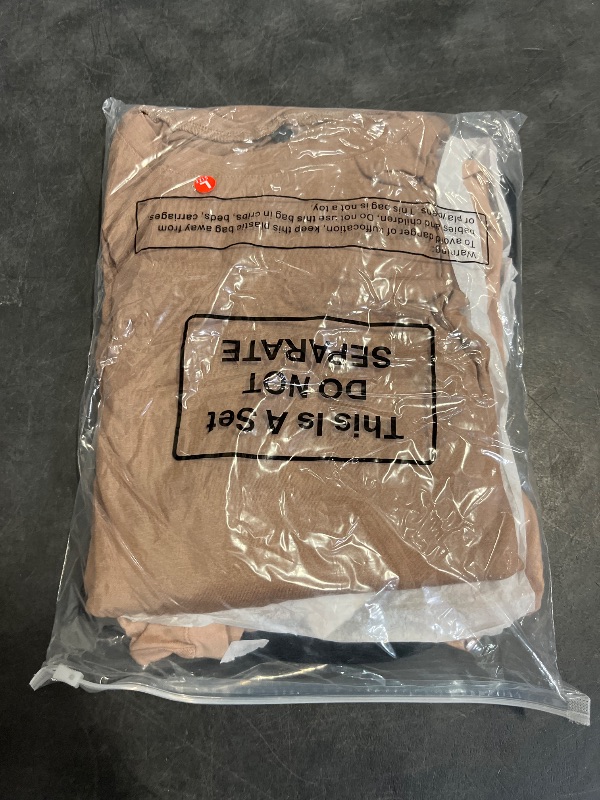 Warning:
To avoid danger of suffocation, keep this plastic bag away from
babies and children. Do not use this bag in cribs, beds, carriages
or playpens. This bag is not a toy.
This Is A Set
DO NOT
SEPARATE
L